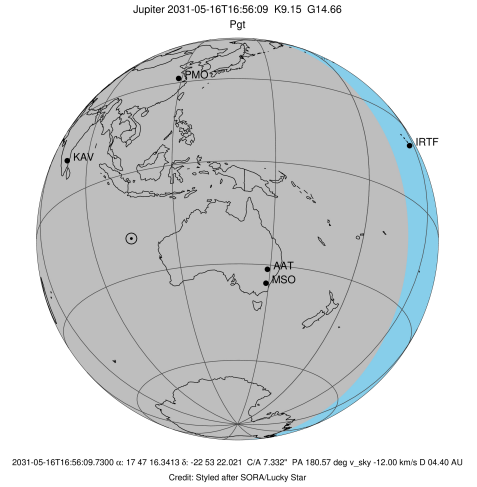 Jupiter 2031-05-16T16:56:09 K9.15 G14.66
Pgt
PMO
IRTF
KAV
AAT
MSO
2031-05-16T16:56:09.7300 α: 17 47 16.3413 δ: -22 53 22.021 C/A 7.332" PA 180.57 deg v_sky -12.00 km/s D 04.40 AU
Credit: Styled after SORA/Lucky Star